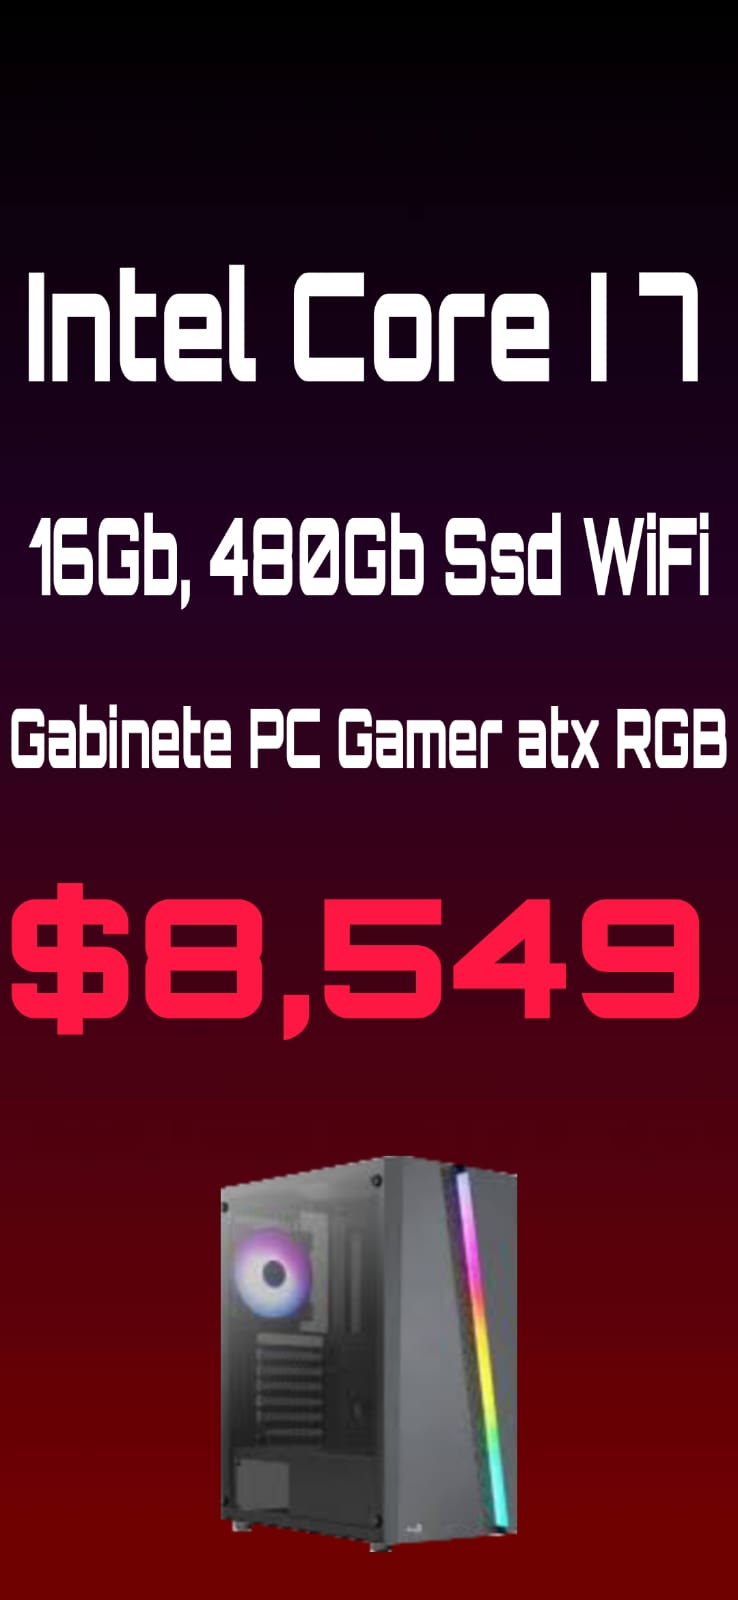 Intel Core I 7
16Gb, 480Gb Ssd WiFi
Gabinete PC Gamer atx RGB
$8,549